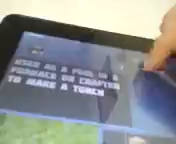 USED AS A FUEL IN A
FURNACE OR CRAFTED
TO MAKE A TORCH